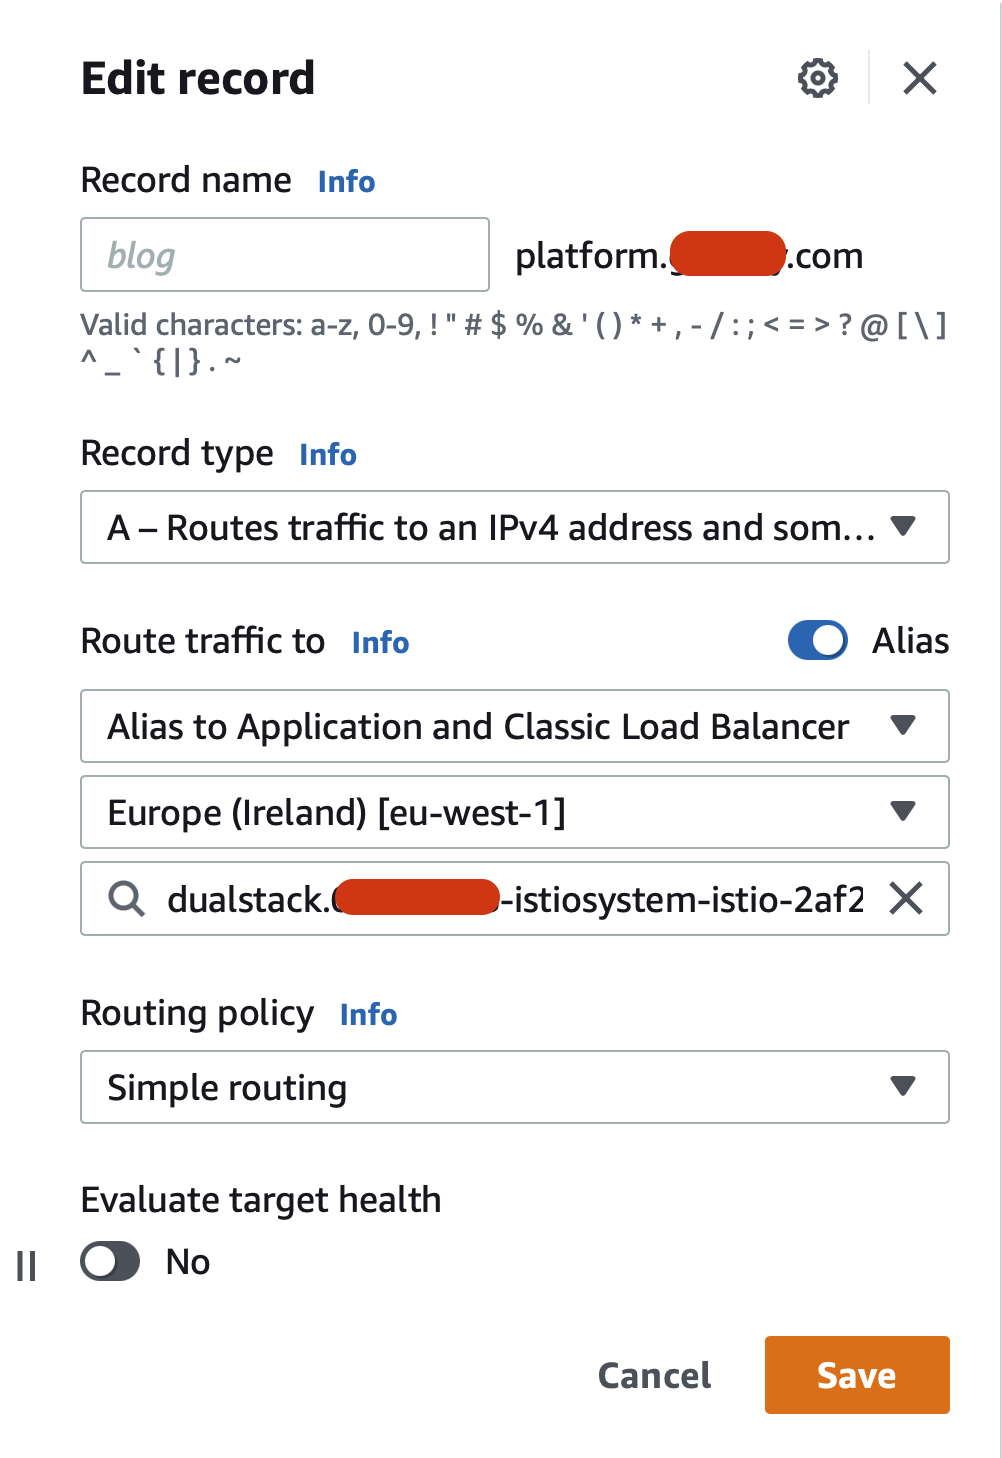 Edit record
Record name Info
blog platform. .com
Valid characters: a-z, 0-9, ! " # $ % & ' ( ) * + , - / : ; < = > ? @ [ \ ]
^ _ ` { | } . ~
Record type Info
A – Routes traffic to an IPv4 address and som...
Route traffic to Info Alias
Alias to Application and Classic Load Balancer
Europe (Ireland) [eu-west-1]
dualstack. -istiosystem-istio-2af2
Routing policy Info
Simple routing
Evaluate target health
No
Cancel Save